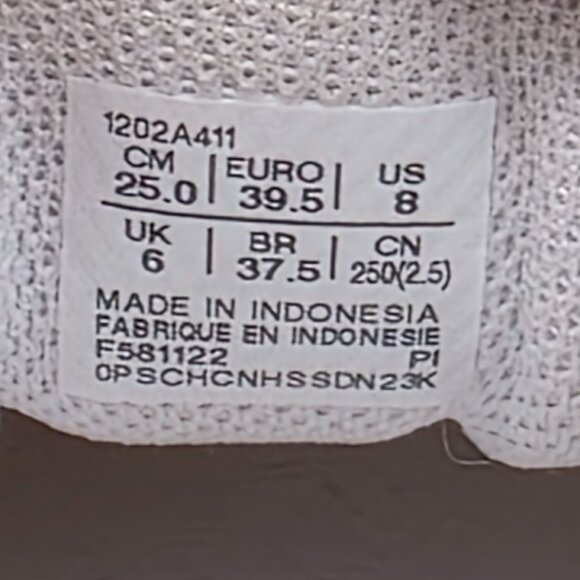 1202A411
CM | EURO | US
25.0 | 39.5 | 8
UK | BR | CN
6 | 37.5 | 250(2.5)
MADE IN INDONESIA
FABRIQUE EN INDONESIE
F581122 PI
0PSCHCNHSSDN23K